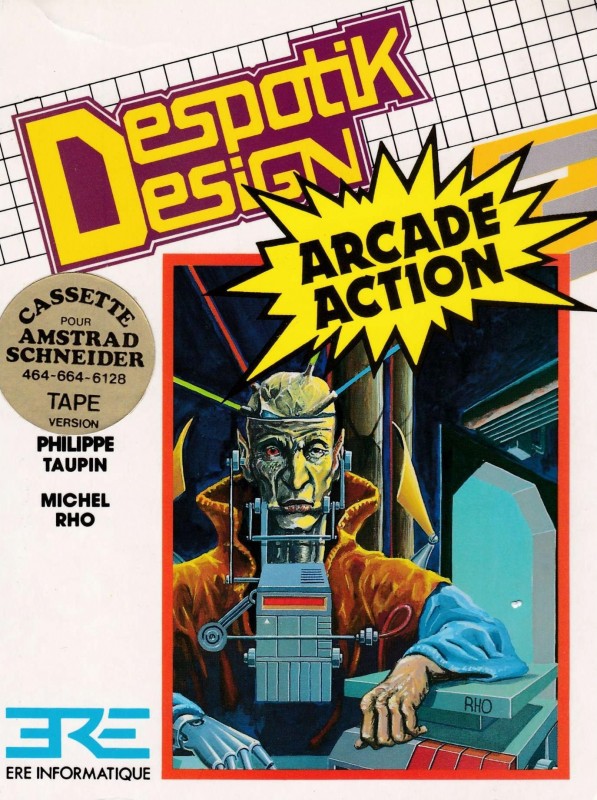 Despotik
Design
ARCADE
ACTION
CASSETTE
POUR
AMSTRAD
SCHNEIDER
464-664-6128
TAPE
VERSION
PHILIPPE
TAUPIN
MICHEL
RHO
RHO
ERE
ERE INFORMATIQUE